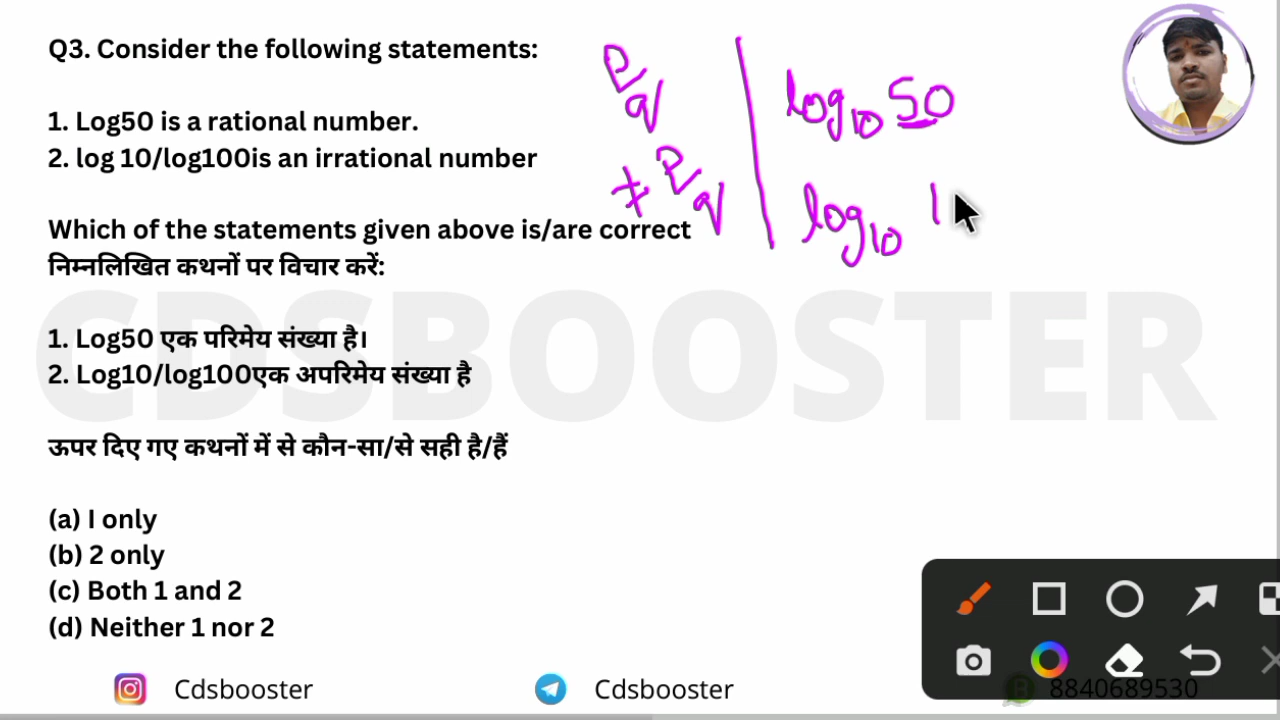 Q3. Consider the following statements:
1. Log50 is a rational number.
2. log 10/log100is an irrational number
Which of the statements given above is/are correct
निम्नलिखित कथनों पर विचार करें:
1. Log50 एक परिमेय संख्या है।
2. Log10/log100एक अपरिमेय संख्या है
ऊपर दिए गए कथनों में से कौन-सा/से सही है/हैं
(a) I only
(b) 2 only
(c) Both 1 and 2
(d) Neither 1 nor 2
P/q
≠ P/q
log10 50
log10 1
CDSBOOSTER
Cdsbooster
Cdsbooster
8840689530